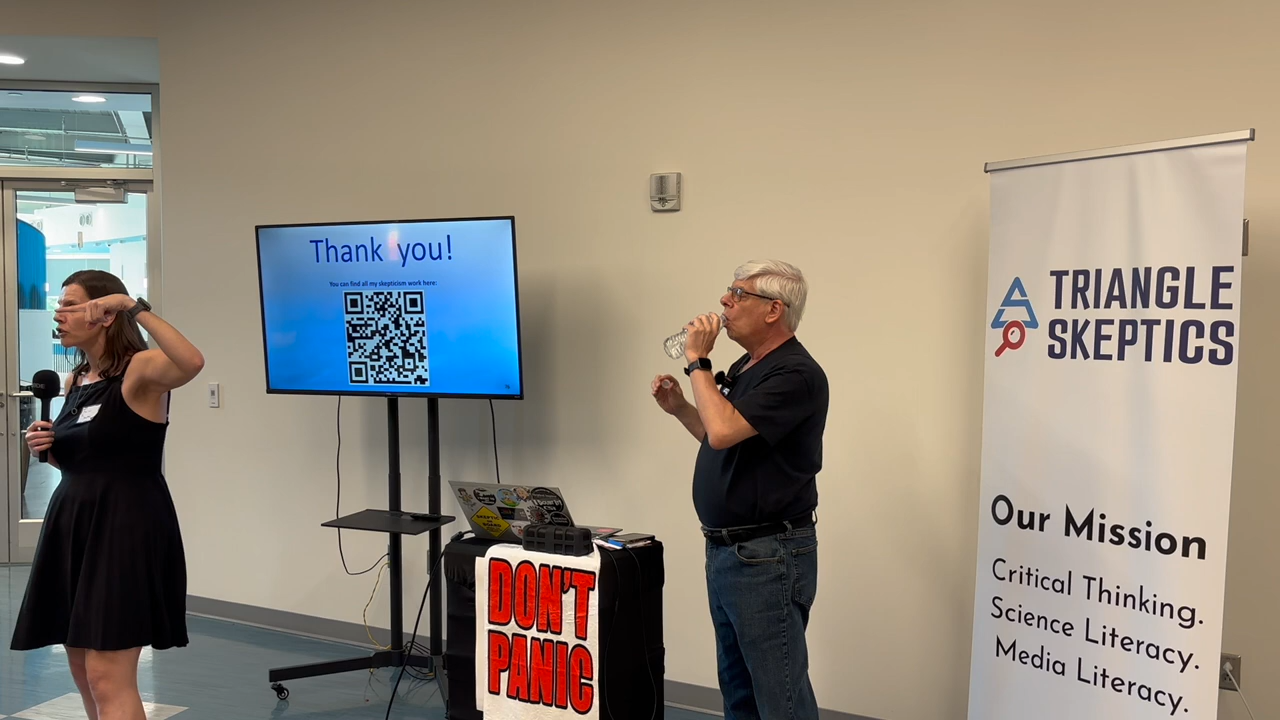 Thank you!
You can find all my skepticism work here:
SKEPTIC
DON'T
PANIC
TRIANGLE
SKEPTICS
Our Mission
Critical Thinking.
Science Literacy.
Media Literacy.